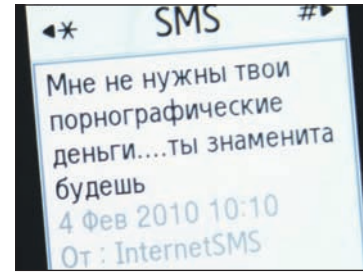 ◂* SMS #▸
Мне не нужны твои
порнографические
деньги....ты знаменита
будешь
4 Фев 2010 10:10
От : InternetSMS